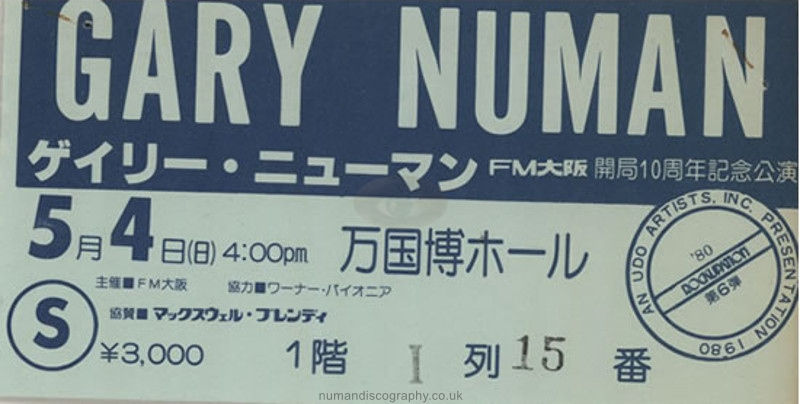 GARY NUMAN
ゲイリー・ニューマン FM大阪 開局10周年記念公演
5月4日(日) 4:00pm 万国博ホール
主催■FM大阪 協力■ワーナー・パイオニア
協賛■マックスウェル・ブレンディ
S ¥3,000 1階 I 列 15 番
AN UDO ARTISTS, INC. PRESENTATION 1980
'80
ROCKUPATION
第6弾
numandiscography.co.uk